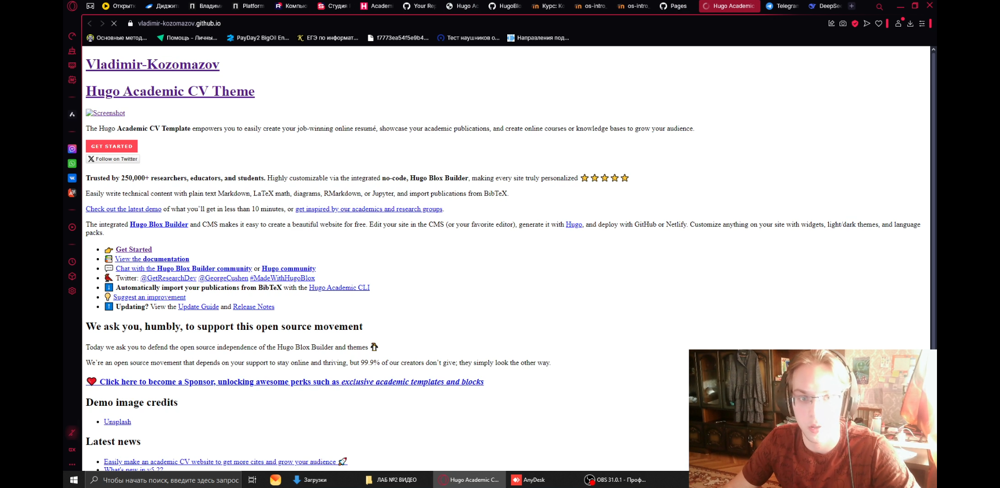 Открыт
Диджит
Владим
Platform
Компью
Студия
Academ
Your Re
Hugo Ac
HugoBlo
Курс: Ко
os-intro_
os-intro_
Pages
Hugo Academic
Telegran
DeepSe
vladimir-kozomazov.github.io
Основные метод...
Помощь - Личны...
PayDay2 BigOil En...
ЕГЭ по информат...
f7773ea54f5e9b4...
Тест наушников о...
Направления под...
Vladimir-Kozomazov
Hugo Academic CV Theme
Screenshot
The Hugo Academic CV Template empowers you to easily create your job-winning online resumé, showcase your academic publications, and create online courses or knowledge bases to grow your audience.
GET STARTED
Follow on Twitter
Trusted by 250,000+ researchers, educators, and students. Highly customizable via the integrated no-code, Hugo Blox Builder, making every site truly personalized ⭐⭐⭐⭐⭐
Easily write technical content with plain text Markdown, LaTeX math, diagrams, RMarkdown, or Jupyter, and import publications from BibTeX.
Check out the latest demo of what you’ll get in less than 10 minutes, or get inspired by our academics and research groups.
The integrated Hugo Blox Builder and CMS makes it easy to create a beautiful website for free. Edit your site in the CMS (or your favorite editor), generate it with Hugo, and deploy with GitHub or Netlify. Customize anything on your site with widgets, light/dark themes, and language
packs.
👉 Get Started
📚 View the documentation
💬 Chat with the Hugo Blox Builder community or Hugo community
🐦 Twitter: @GetResearchDev @GeorgeCushen #MadeWithHugoBlox
⬇️ Automatically import your publications from BibTeX with the Hugo Academic CLI
💡 Suggest an improvement
⬆️ Updating? View the Update Guide and Release Notes
We ask you, humbly, to support this open source movement
Today we ask you to defend the open source independence of the Hugo Blox Builder and themes 🐧
We’re an open source movement that depends on your support to stay online and thriving, but 99.9% of our creators don’t give; they simply look the other way.
❤️ Click here to become a Sponsor, unlocking awesome perks such as exclusive academic templates and blocks
Demo image credits
Unsplash
Latest news
Easily make an academic CV website to get more cites and grow your audience 🚀
What's new in v5.2?
GX
Чтобы начать поиск, введите здесь запрос
Загрузки
ЛАБ №2 ВИДЕО
Hugo Academic C...
AnyDesk
OBS 31.0.1 - Проф...